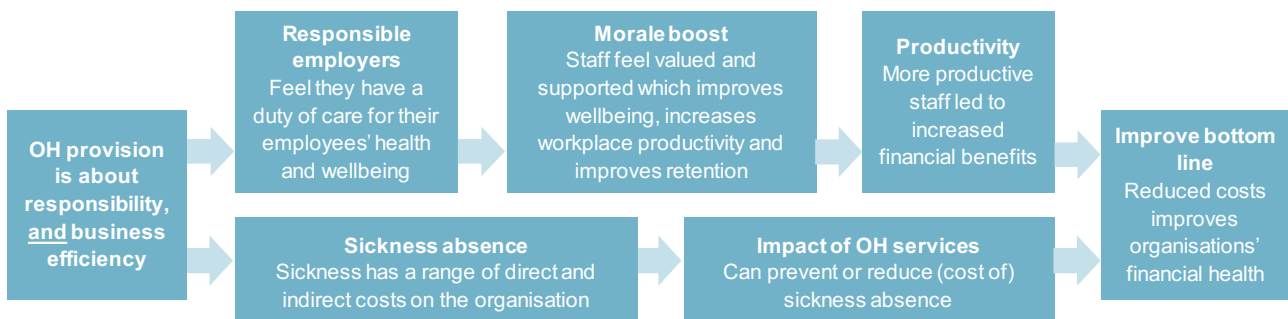 OH provision
is about
responsibility,
and business
efficiency
Responsible
employers
Feel they have a
duty of care for their
employees’ health
and wellbeing
Morale boost
Staff feel valued and
supported which improves
wellbeing, increases
workplace productivity and
improves retention
Productivity
More productive
staff led to
increased
financial benefits
Sickness absence
Sickness has a range of direct and
indirect costs on the organisation
Impact of OH services
Can prevent or reduce (cost of)
sickness absence
Improve bottom
line
Reduced costs
improves
organisations’
financial health